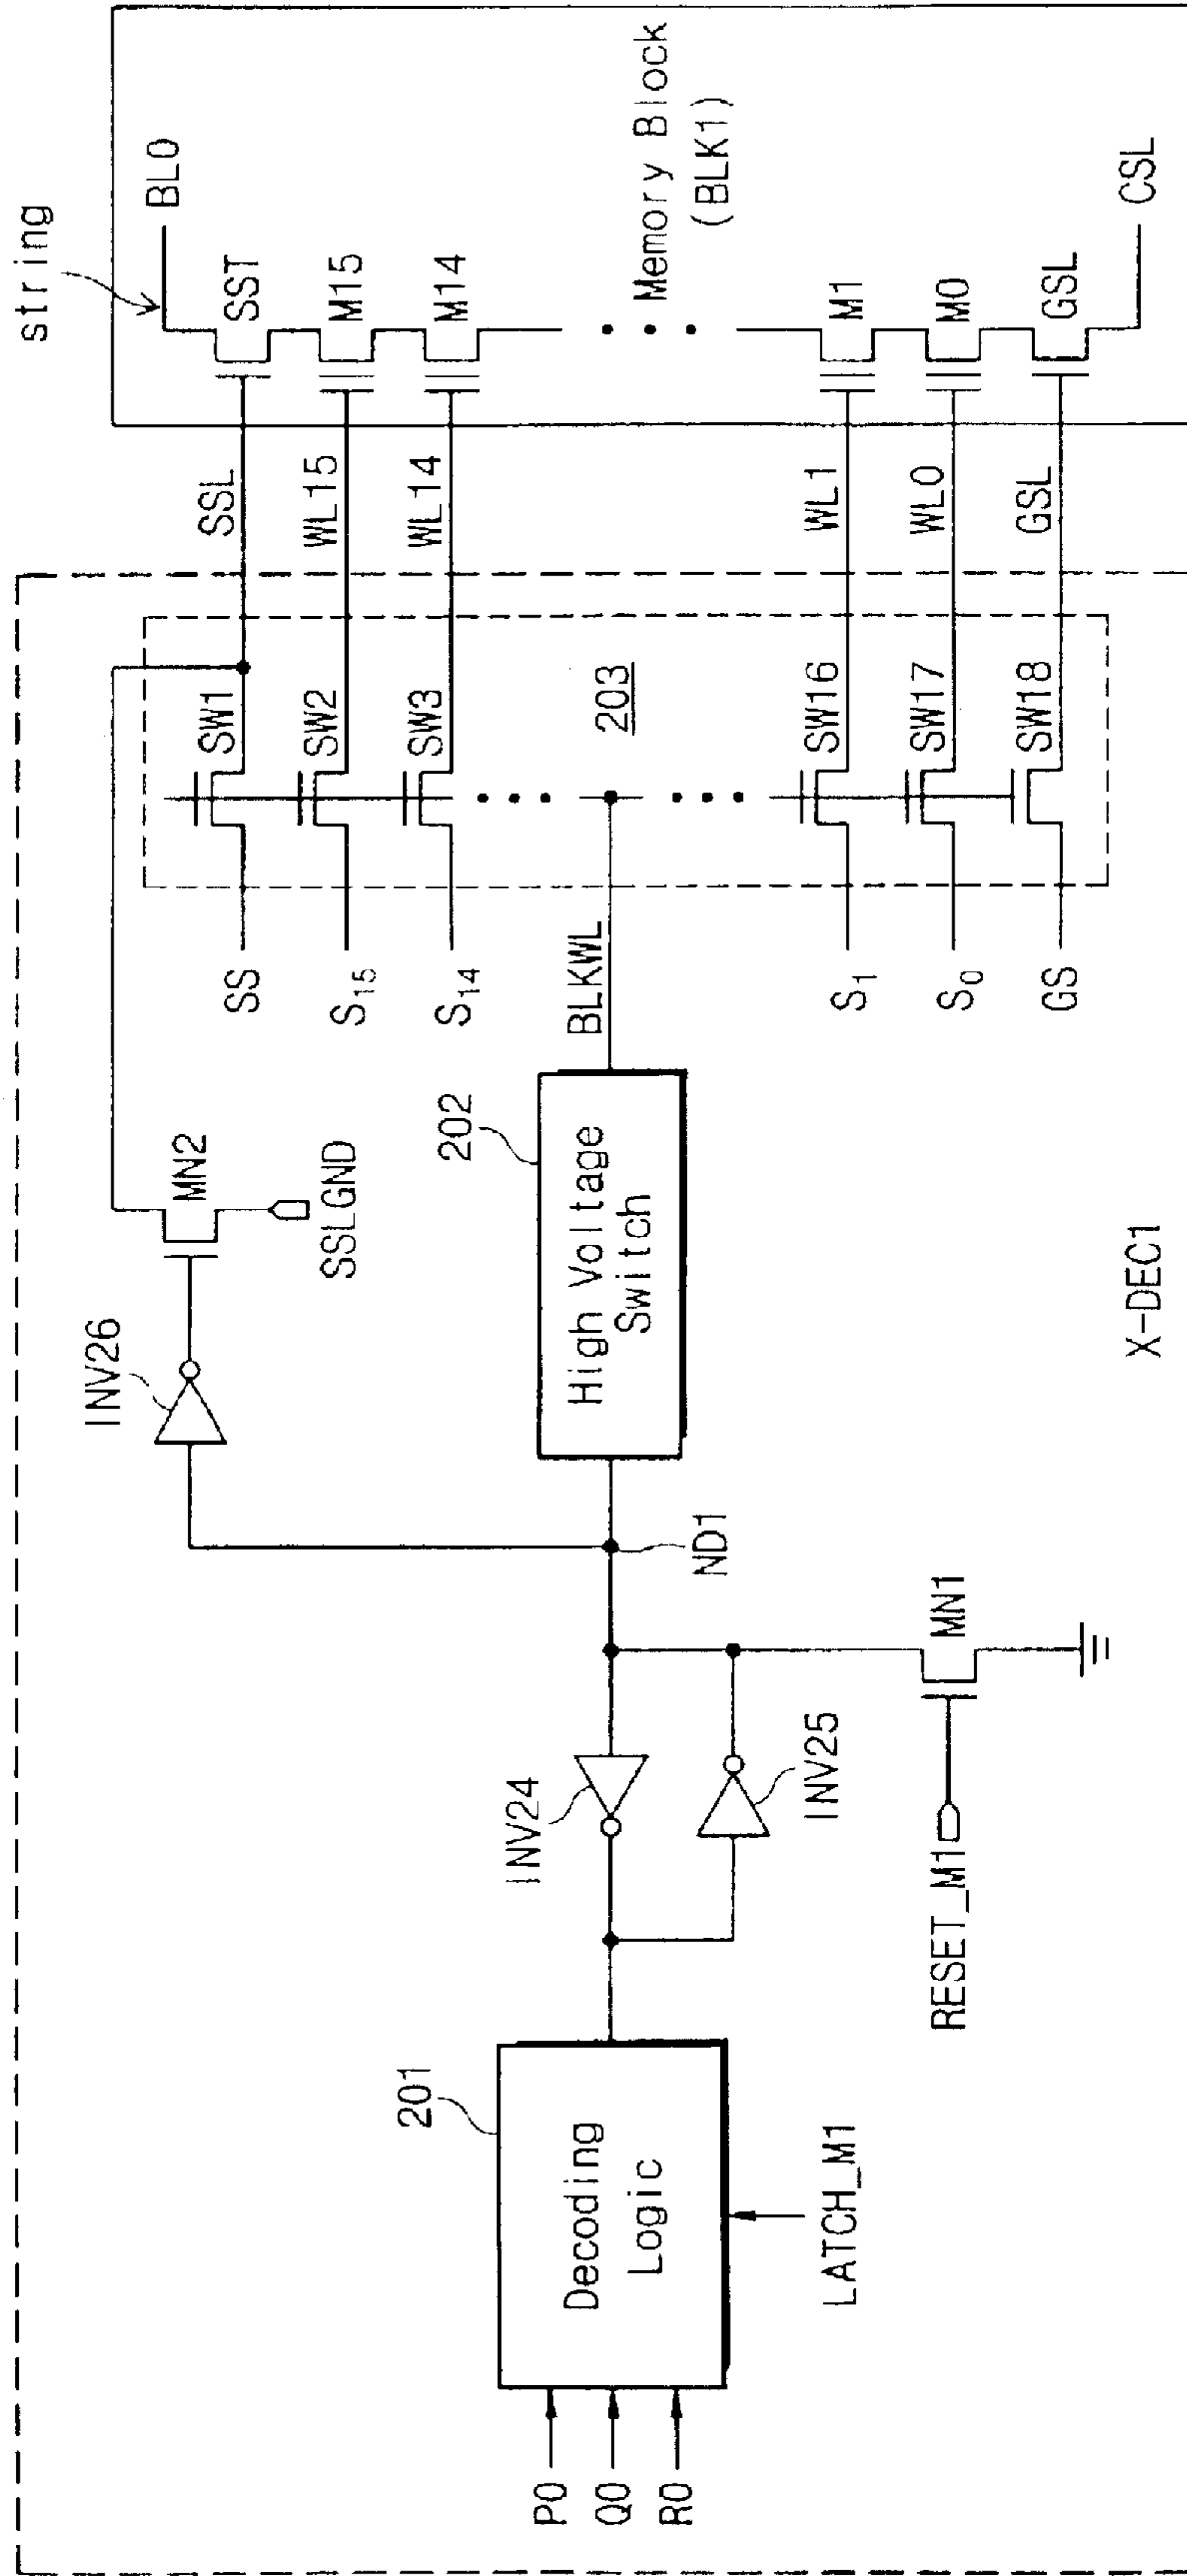 string
BL0
INV26
MN2
SSLGND
SS
SW1
SSL
SST
S15
SW2
WL15
M15
S14
SW3
WL14
M14
202
High Voltage
Switch
BLKWL
203
Memory Block
(BLK1)
ND1
201
Decoding
Logic
P0
Q0
R0
LATCH_M1
INV24
INV25
RESET_M1
MN1
S1
SW16
WL1
M1
S0
SW17
WL0
M0
GS
SW18
GSL
GSL
CSL
X-DEC1